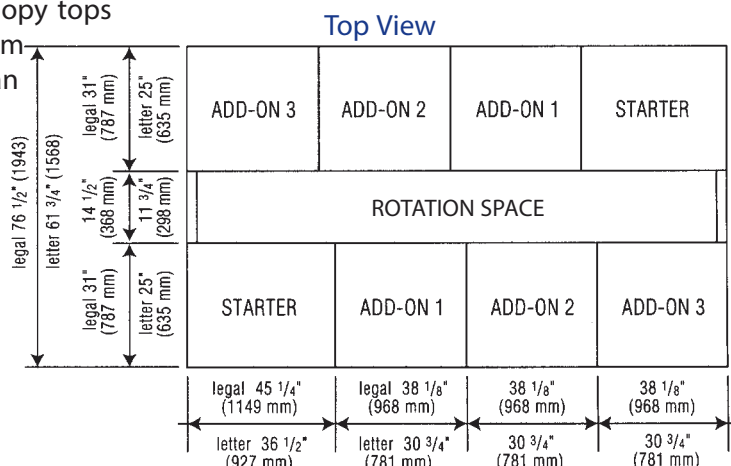 opy tops
m
an
Top View
legal 76 1/2" (1943)
letter 61 3/4" (1568)
legal 31"
(787 mm)
letter 25"
(635 mm)
14 1/2"
(368 mm)
11 3/4"
(298 mm)
legal 31"
(787 mm)
letter 25"
(635 mm)
ADD-ON 3 ADD-ON 2 ADD-ON 1 STARTER
ROTATION SPACE
STARTER ADD-ON 1 ADD-ON 2 ADD-ON 3
legal 45 1/4" legal 38 1/8" 38 1/8" 38 1/8"
(1149 mm) (968 mm) (968 mm) (968 mm)
letter 36 1/2" letter 30 3/4" 30 3/4" 30 3/4"
(927 mm) (781 mm) (781 mm) (781 mm)